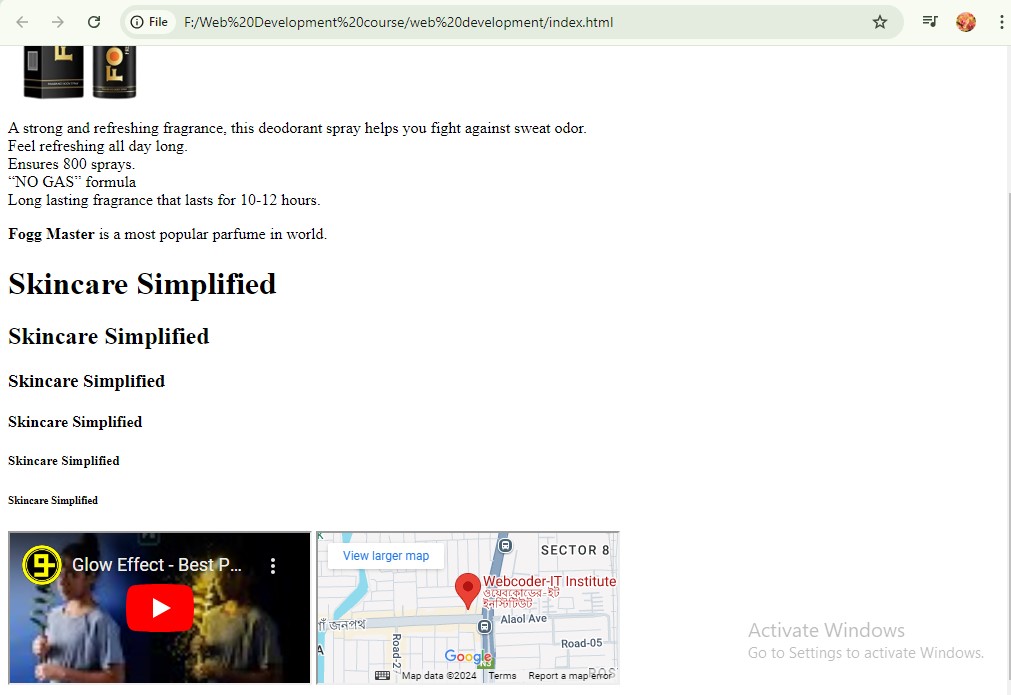 File
F:/Web%20Development%20course/web%20development/index.html
FO
A strong and refreshing fragrance, this deodorant spray helps you fight against sweat odor.
Feel refreshing all day long.
Ensures 800 sprays.
“NO GAS” formula
Long lasting fragrance that lasts for 10-12 hours.
Fogg Master is a most popular parfume in world.
Skincare Simplified
Skincare Simplified
Skincare Simplified
Skincare Simplified
Skincare Simplified
Skincare Simplified
Glow Effect - Best P...
View larger map
SECTOR 8
Webcoder-IT Institute
ওয়েবকোডের-ইট
ইনস্টিটিউট
জনপথ
Alaol Ave
Road-2
Road-05
Google
N3
Map data ©2024
Terms
Report a map error
Activate Windows
Go to Settings to activate Windows.